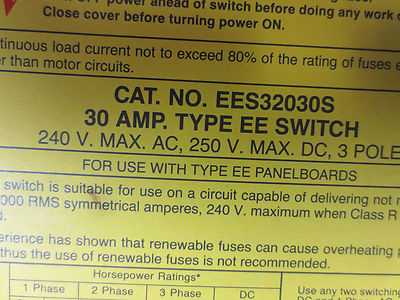 power ahead of switch before doing any work
Close cover before turning power ON.
continuous load current not to exceed 80% of the rating of fuses
than motor circuits.
CAT. NO. EES32030S
30 AMP. TYPE EE SWITCH
240 V. MAX. AC, 250 V. MAX. DC, 3 POLE
FOR USE WITH TYPE EE PANELBOARDS
switch is suitable for use on a circuit capable of delivering not
000 RMS symmetrical amperes, 240 V. maximum when Class R
erience has shown that renewable fuses can cause overheating
thus the use of renewable fuses is not recommended.
Horsepower Ratings*
1 Phase 2 Phase 3 Phase DC
Use any two switching